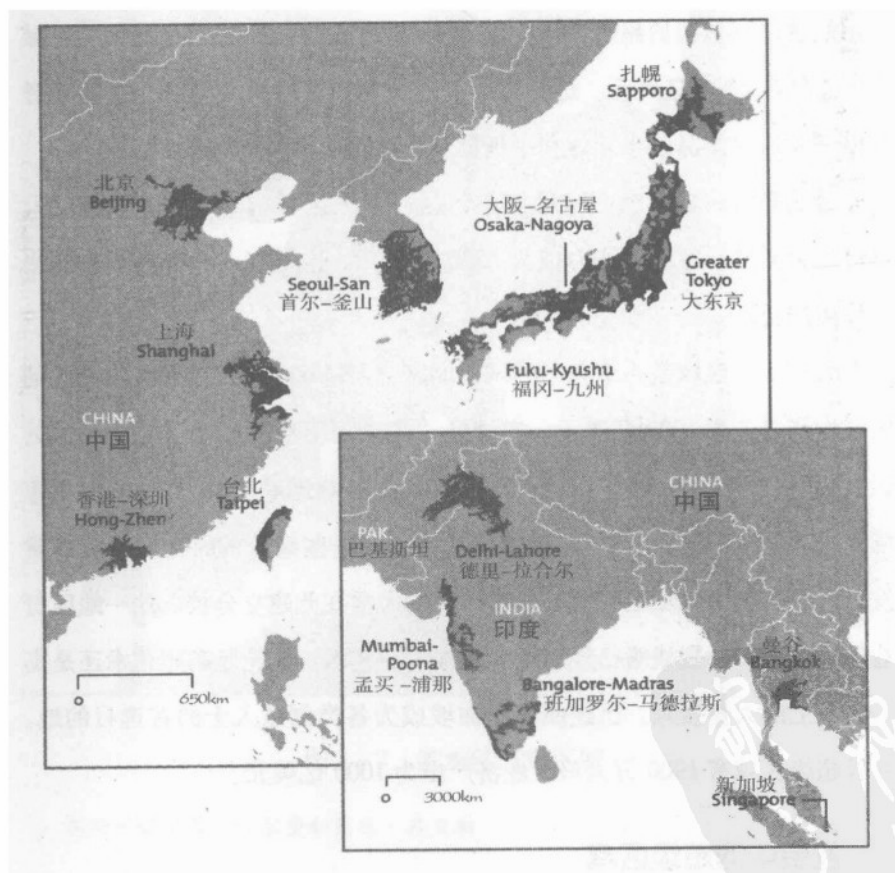 扎幌
Sapporo
北京
Beijing
大阪-名古屋
Osaka-Nagoya
Seoul-San
首尔-釜山
Greater
Tokyo
大东京
上海
Shanghai
Fuku-Kyushu
福冈-九州
CHINA
中国
香港-深圳
Hong-Zhen
台北
Taipei
0
650km
CHINA
中国
PAK.
巴基斯坦
Delhi-Lahore
德里-拉合尔
INDIA
印度
Mumbai-
Poona
孟买-浦那
曼谷
Bangkok
Bangalore-Madras
班加罗尔-马德拉斯
0
3000km
新加坡
Singapore